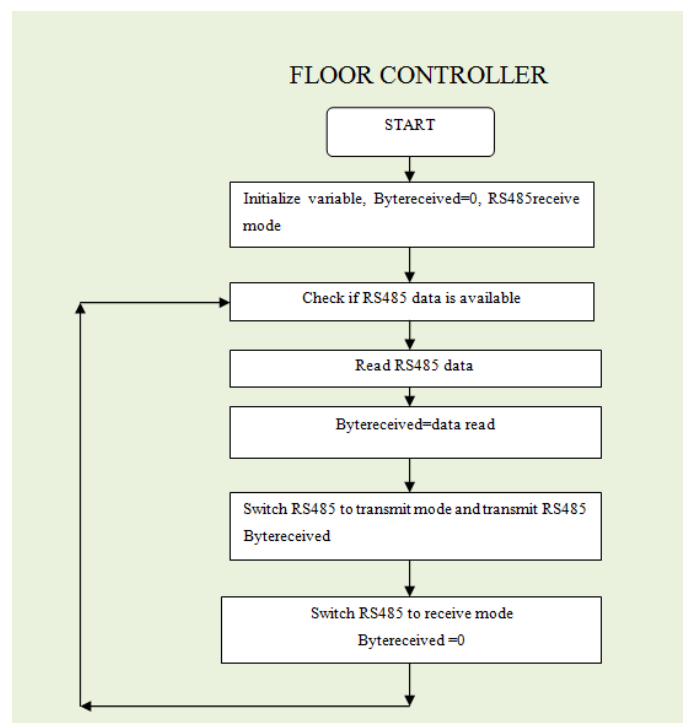 FLOOR CONTROLLER
START
Initialize variable, Bytereceived=0, RS485receive
mode
Check if RS485 data is available
Read RS485 data
Bytereceived=data read
Switch RS485 to transmit mode and transmit RS485
Bytereceived
Switch RS485 to receive mode
Bytereceived =0